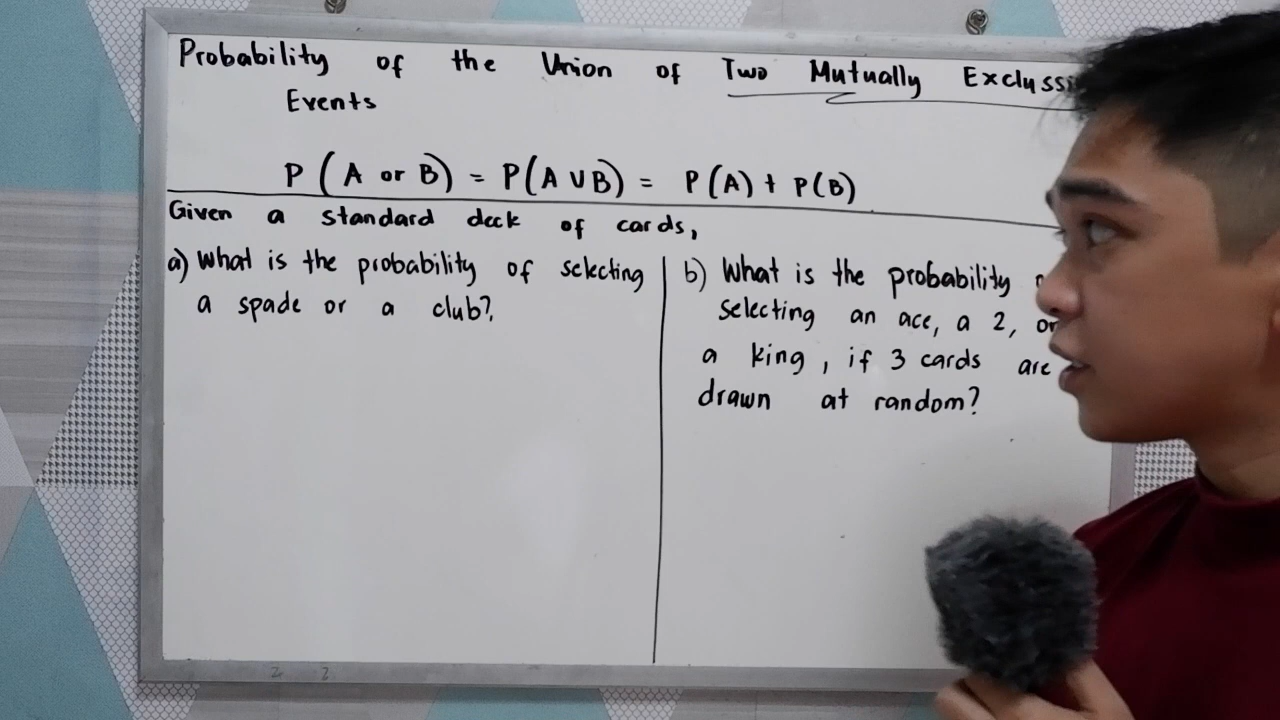 Probability of the Union of Two Mutually
Events
P (A or B) = P(A ∪ B) = P(A) + P(B)
Given a standard deck of cards,
a) What is the probability of selecting
a spade or a club?
b) What is the probability
selecting an ace, a 2, or
a king, if 3 cards are
drawn at random?